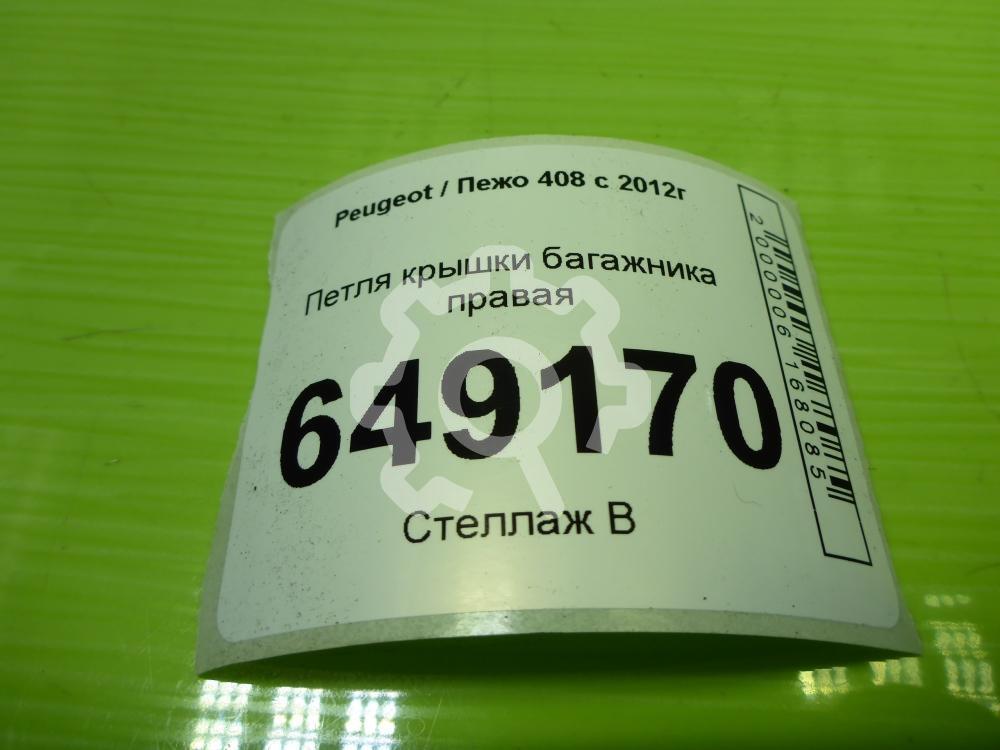 Peugeot / Пежо 408 с 2012г
Петля крышки багажника
правая
649170
Стеллаж В
2000006168085